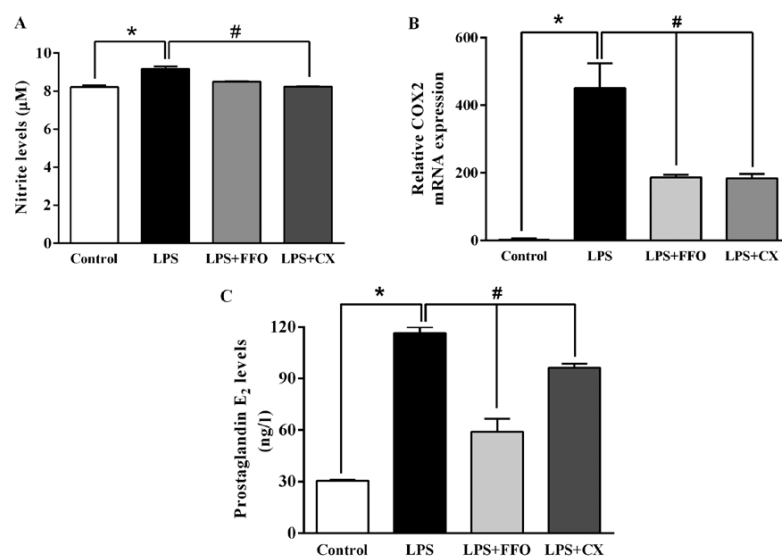 A
* #
Nitrite levels (µM)
10
8
6
4
2
0
Control LPS LPS+FFO LPS+CX
B
* #
Relative COX2
mRNA expression
600
400
200
0
Control LPS LPS+FFO LPS+CX
C
* #
Prostaglandin E₂ levels
(ng/l)
120
90
60
30
0
Control LPS LPS+FFO LPS+CX